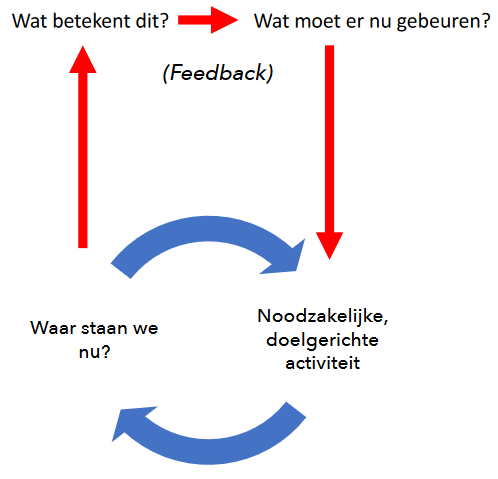 Wat betekent dit?
Wat moet er nu gebeuren?
(Feedback)
Waar staan we
nu?
Noodzakelijke,
doelgerichte
activiteit